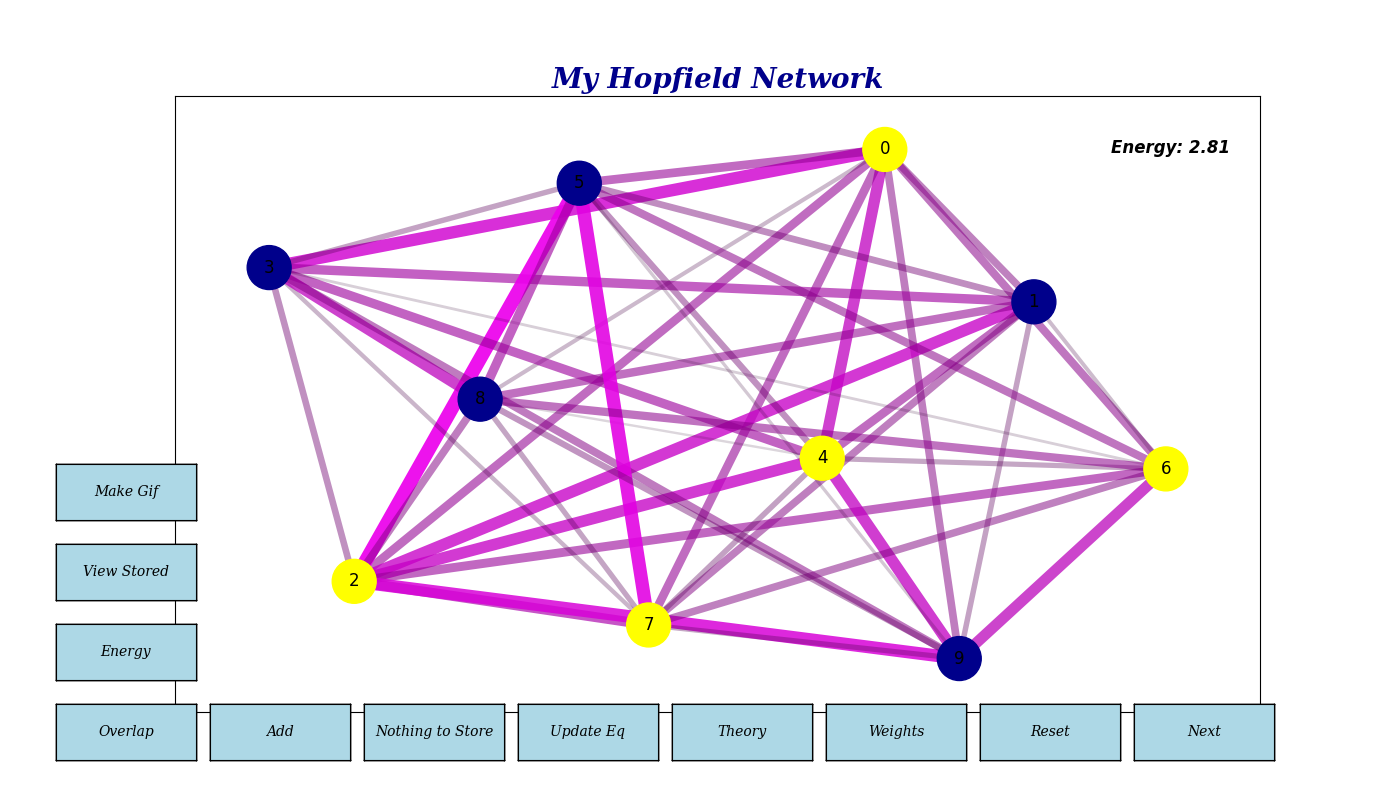 My Hopfield Network
Energy: 2.81
0
5
3
1
8
4
6
2
7
9
Make Gif
View Stored
Energy
Overlap
Add
Nothing to Store
Update Eq
Theory
Weights
Reset
Next